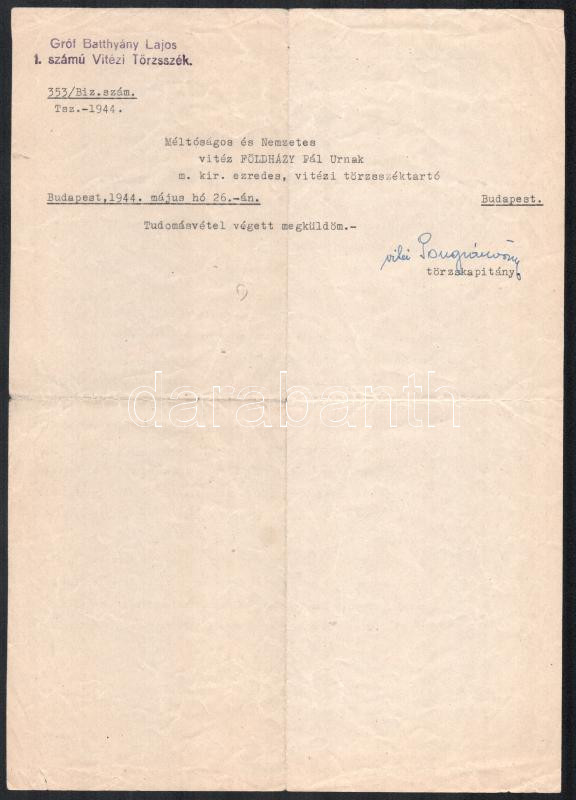 Gróf Batthyány Lajos
1. számú Vitézi Törzsszék.
353/Biz.szám.
Tsz.-1944.
Méltóságos és Nemzetes
vitéz FÖLDHÁZY Pál Urnak
m. kir. ezredes, vitézi törzsszéktartó
Budapest,1944. május hó 26.-án. Budapest.
Tudomásvétel végett megküldöm.-
törzskapitány.
darabanth